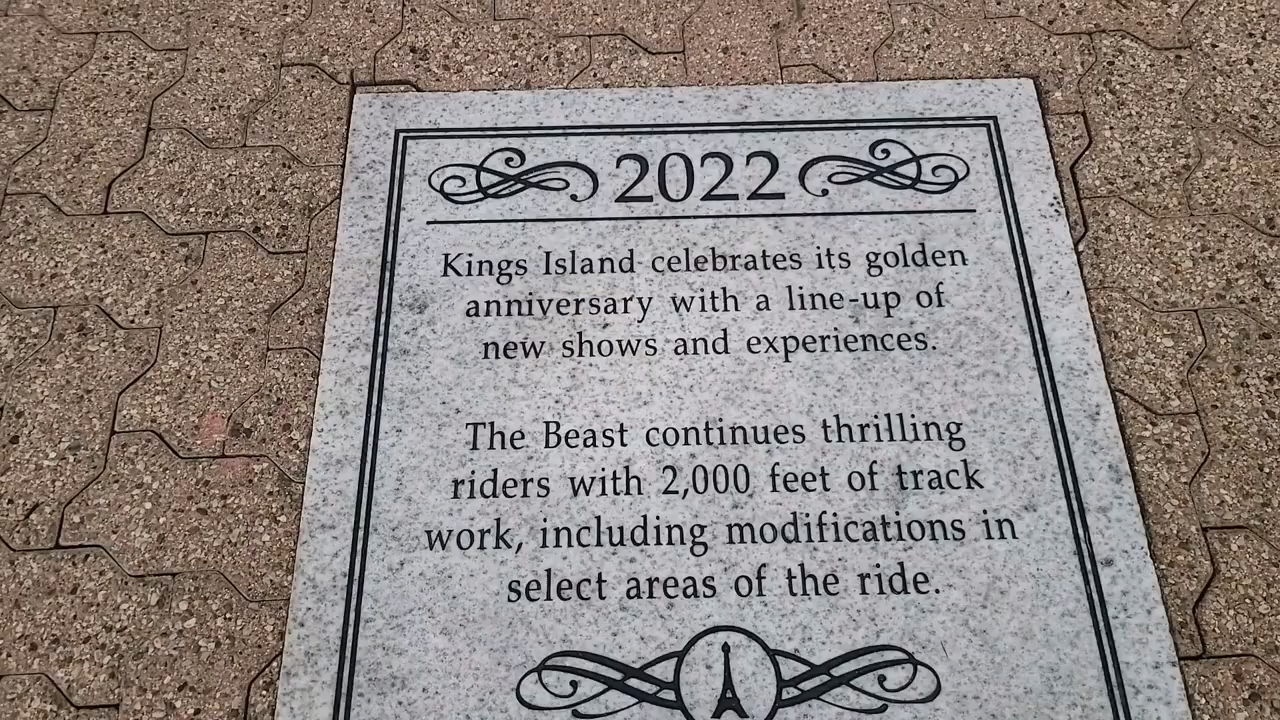 2022
Kings Island celebrates its golden
anniversary with a line-up of
new shows and experiences.
The Beast continues thrilling
riders with 2,000 feet of track
work, including modifications in
select areas of the ride.